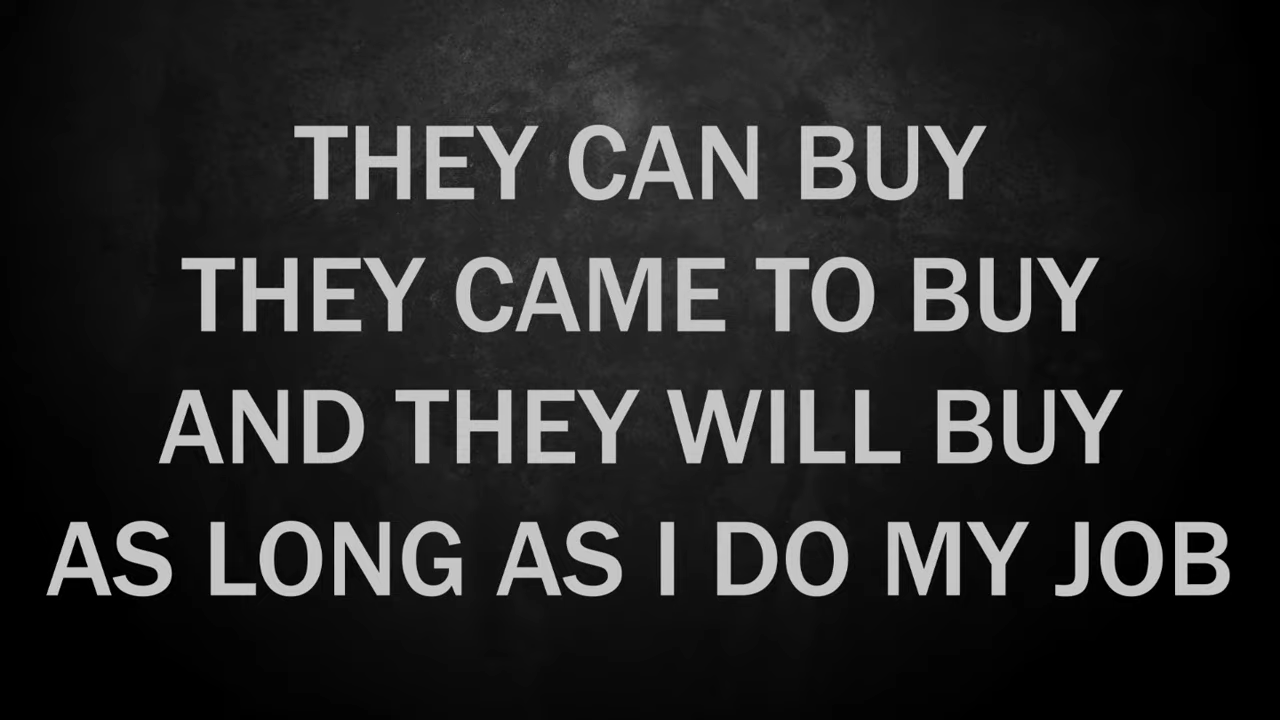 THEY CAN BUY
THEY CAME TO BUY
AND THEY WILL BUY
AS LONG AS I DO MY JOB